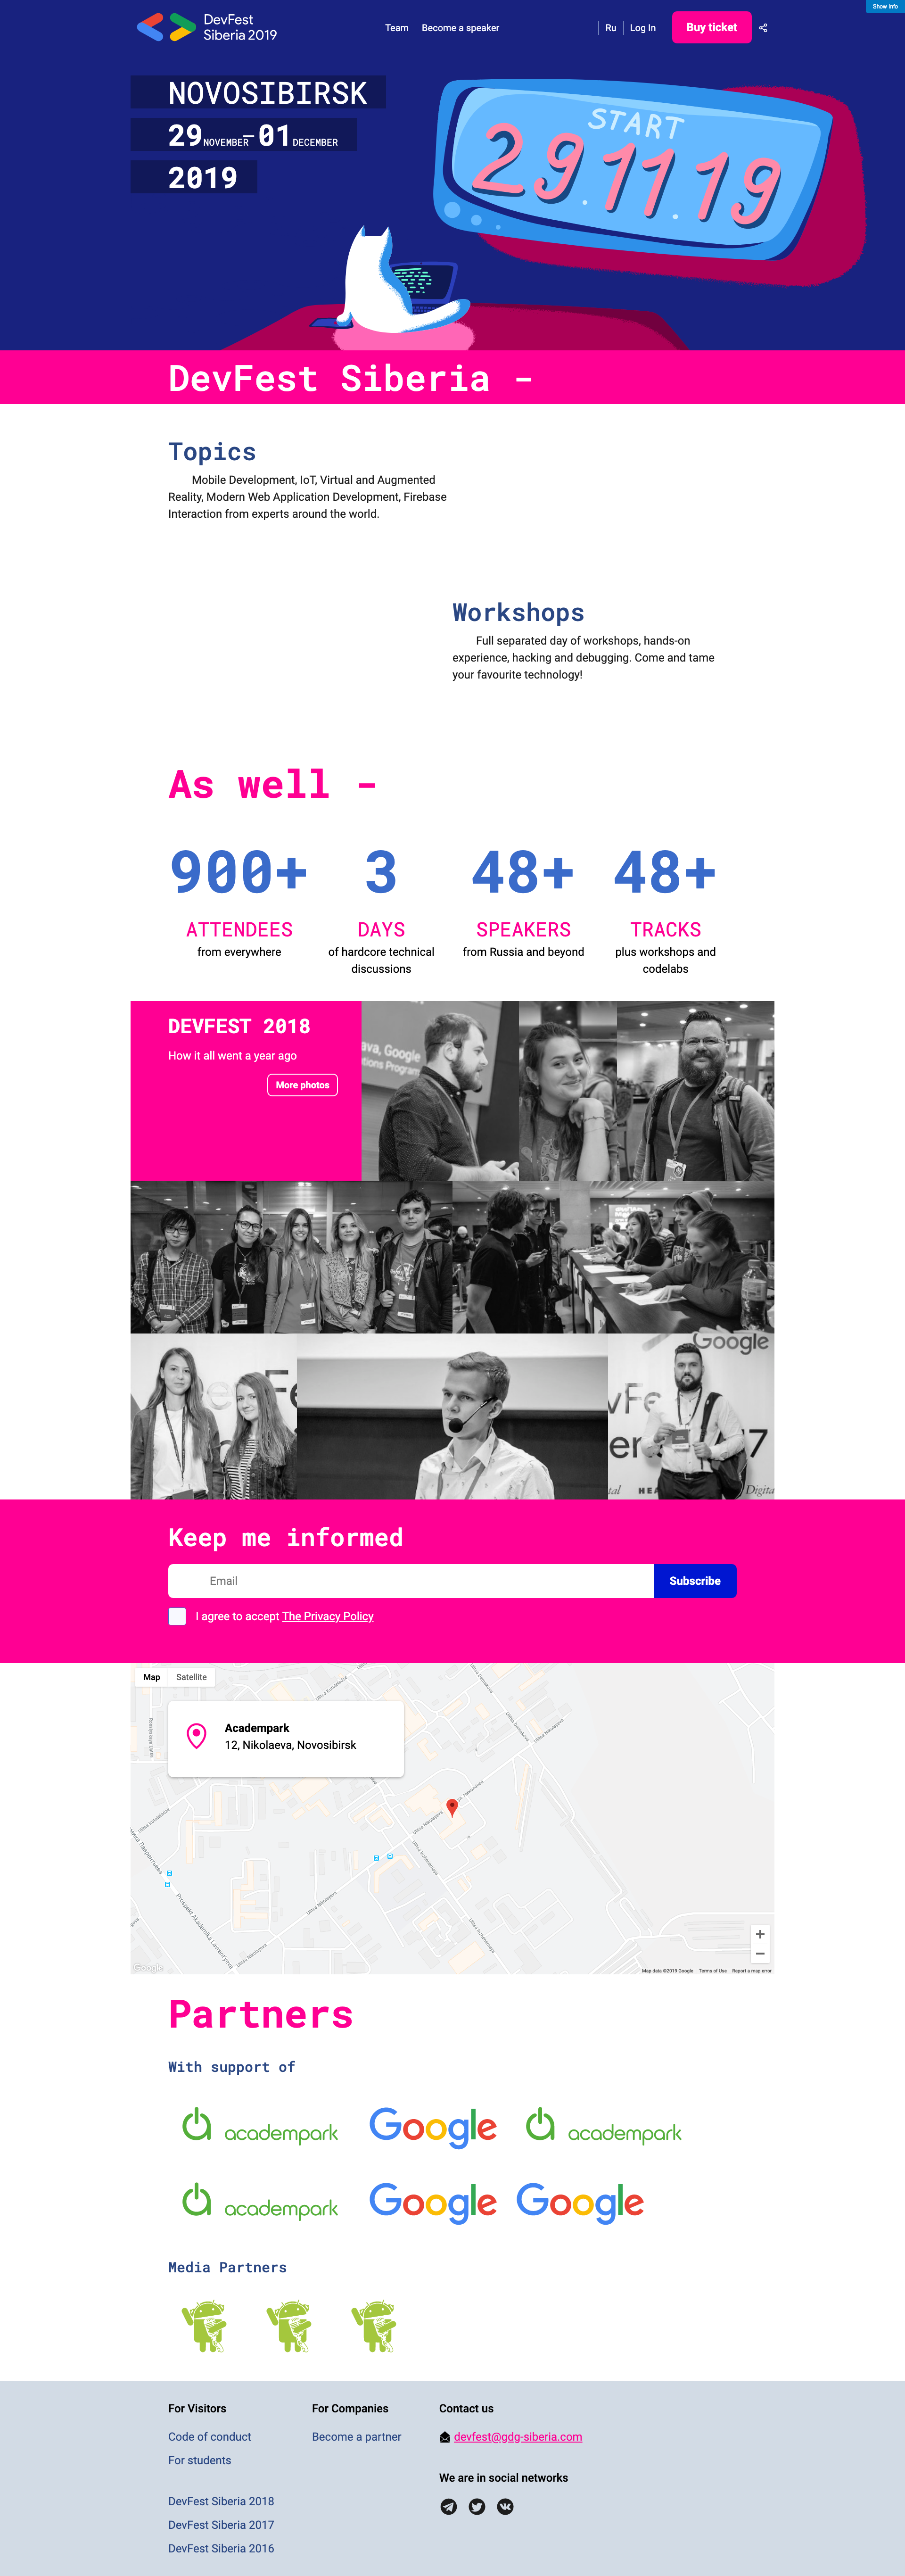 Show Info
DevFest
Siberia 2019
Team Become a speaker Ru Log In Buy ticket
NOVOSIBIRSK
29 NOVEMBER – 01 DECEMBER
2019
START
29.11.19
DevFest Siberia -
Topics
Mobile Development, IoT, Virtual and Augmented
Reality, Modern Web Application Development, Firebase
Interaction from experts around the world.
Workshops
Full separated day of workshops, hands-on
experience, hacking and debugging. Come and tame
your favourite technology!
As well -
900+ 3 48+ 48+
ATTENDEES DAYS SPEAKERS TRACKS
from everywhere of hardcore technical from Russia and beyond plus workshops and
discussions codelabs
DEVFEST 2018
How it all went a year ago
More photos
ava, Google
tions Program
Google
Keep me informed
Email Subscribe
I agree to accept The Privacy Policy
Map Satellite
Academpark
12, Nikolaeva, Novosibirsk
Google
Map data ©2019 Google Terms of Use Report a map error
Partners
With support of
academpark Google academpark
academpark Google Google
Media Partners
For Visitors For Companies Contact us
Code of conduct Become a partner devfest@gdg-siberia.com
For students
We are in social networks
DevFest Siberia 2018
DevFest Siberia 2017
DevFest Siberia 2016